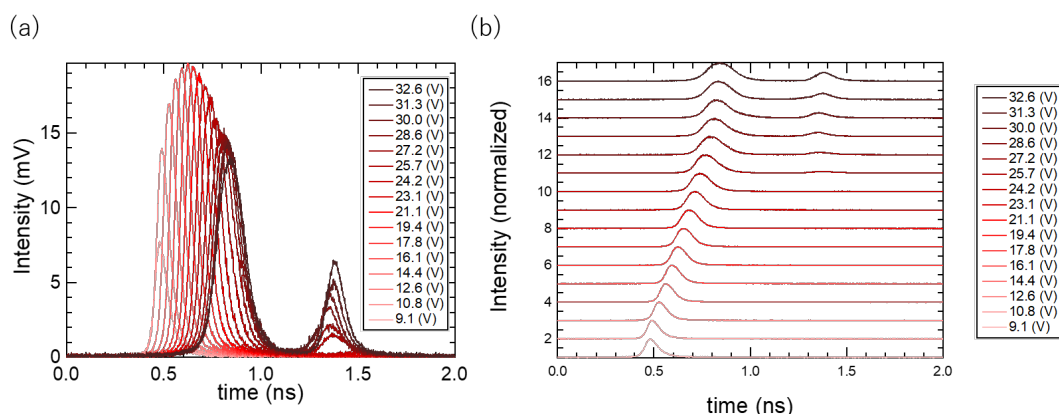 (a)
(b)
Intensity (mV)
15
10
5
0
0.0
0.5
1.0
1.5
2.0
time (ns)
32.6 (V)
31.3 (V)
30.0 (V)
28.6 (V)
27.2 (V)
25.7 (V)
24.2 (V)
23.1 (V)
21.1 (V)
19.4 (V)
17.8 (V)
16.1 (V)
14.4 (V)
12.6 (V)
10.8 (V)
9.1 (V)
Intensity (normalized)
16
14
12
10
8
6
4
2
0.0
0.5
1.0
1.5
2.0
time (ns)
32.6 (V)
31.3 (V)
30.0 (V)
28.6 (V)
27.2 (V)
25.7 (V)
24.2 (V)
23.1 (V)
21.1 (V)
19.4 (V)
17.8 (V)
16.1 (V)
14.4 (V)
12.6 (V)
10.8 (V)
9.1 (V)